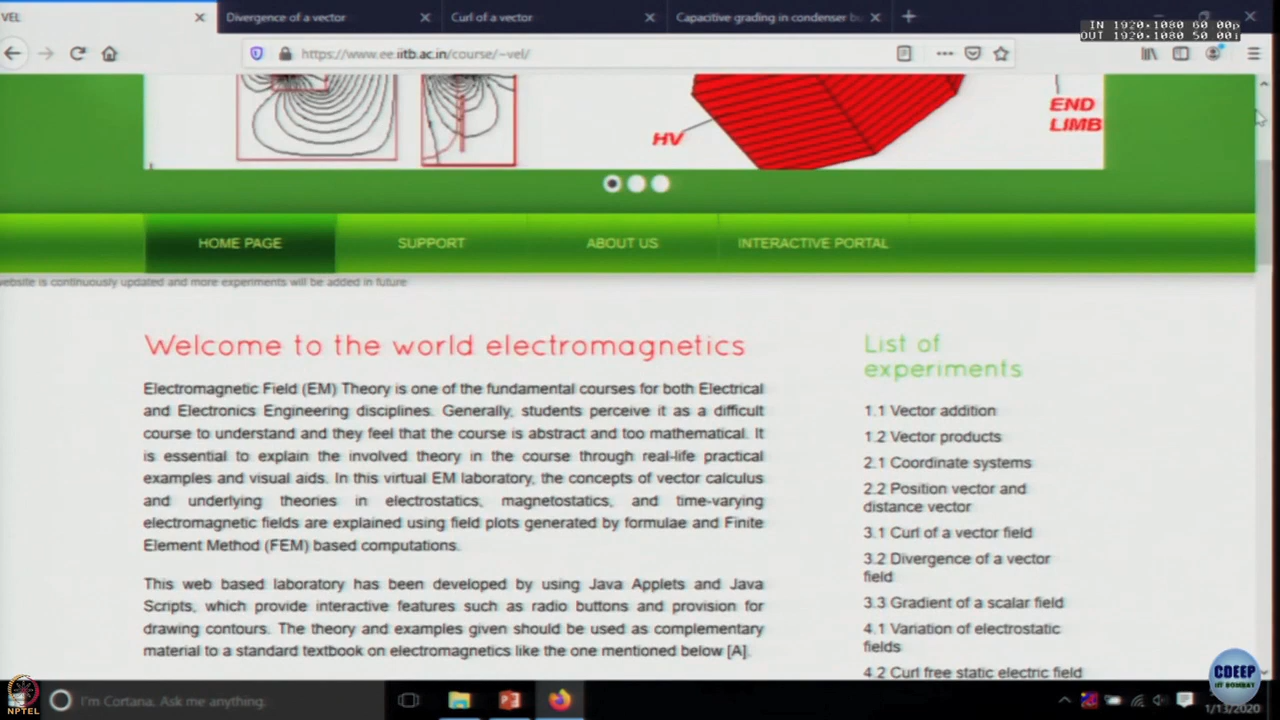 VEL
Divergence of a vector
Curl of a vector
Capacitive grading in condenser bu
IN 1920×1080 60 00p
OUT 1920×1080 50 00i
https://www.ee.iitb.ac.in/course/~vel/
HV
END
LIMB
HOME PAGE
SUPPORT
ABOUT US
INTERACTIVE PORTAL
website is continuously updated and more experiments will be added in future
Welcome to the world electromagnetics
Electromagnetic Field (EM) Theory is one of the fundamental courses for both Electrical
and Electronics Engineering disciplines. Generally, students perceive it as a difficult
course to understand and they feel that the course is abstract and too mathematical. It
is essential to explain the involved theory in the course through real-life practical
examples and visual aids. In this virtual EM laboratory, the concepts of vector calculus
and underlying theories in electrostatics, magnetostatics, and time-varying
electromagnetic fields are explained using field plots generated by formulae and Finite
Element Method (FEM) based computations.
This web based laboratory has been developed by using Java Applets and Java
Scripts, which provide interactive features such as radio buttons and provision for
drawing contours. The theory and examples given should be used as complementary
material to a standard textbook on electromagnetics like the one mentioned below [A].
List of
experiments
1.1 Vector addition
1.2 Vector products
2.1 Coordinate systems
2.2 Position vector and
distance vector
3.1 Curl of a vector field
3.2 Divergence of a vector
field
3.3 Gradient of a scalar field
4.1 Variation of electrostatic
fields
4.2 Curl free static electric field
CDEEP
IIT BOMBAY
NPTEL
I'm Cortana. Ask me anything.
1/13/2020